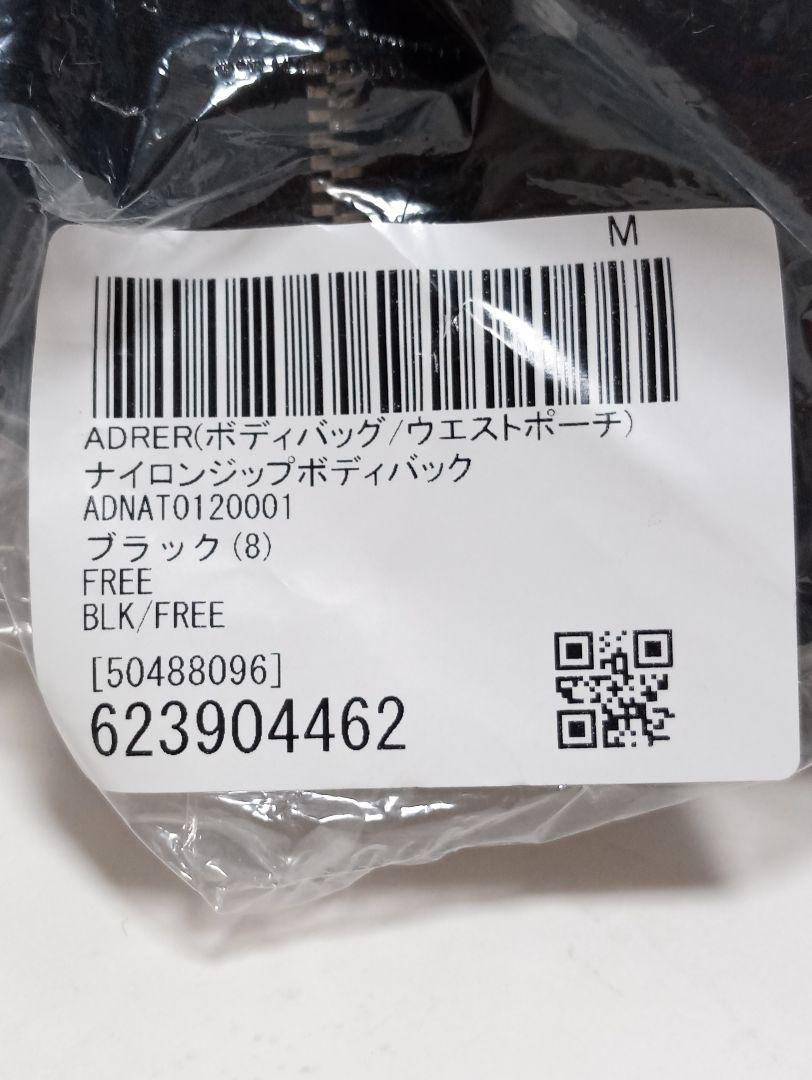 M
ADRER(ボディバッグ/ウエストポーチ)
ナイロンジップボディバック
ADNAT0120001
ブラック(8)
FREE
BLK/FREE
[50488096]
623904462